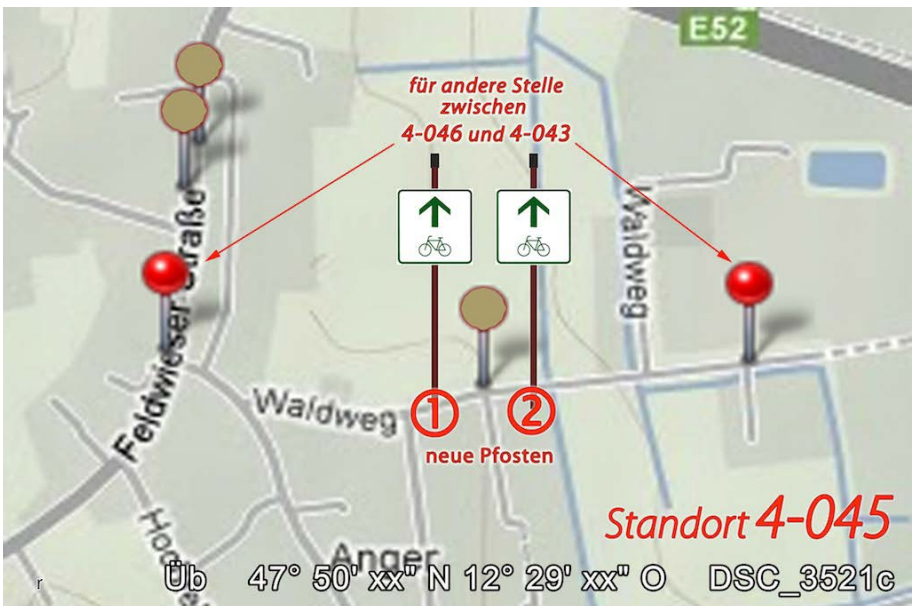 E52
für andere Stelle
zwischen
4-046 und 4-043
Feldwieser Straße
Waldweg
Waldweg
1
2
neue Pfosten
Standort 4-045
Anger
Üb 47° 50' xx" N 12° 29' xx" O DSC_3521c
r